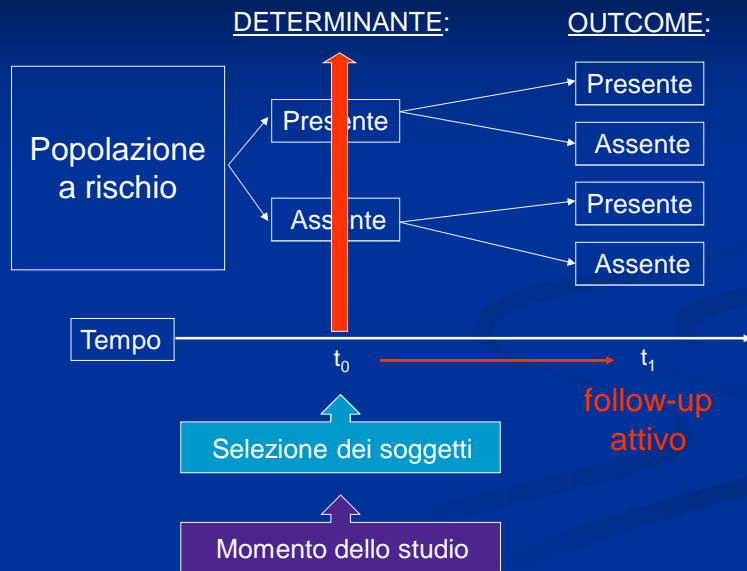 DETERMINANTE:
OUTCOME:
Popolazione
a rischio
Presente
Assente
Presente
Assente
Presente
Assente
Tempo
t₀
t₁
follow-up
attivo
Selezione dei soggetti
Momento dello studio